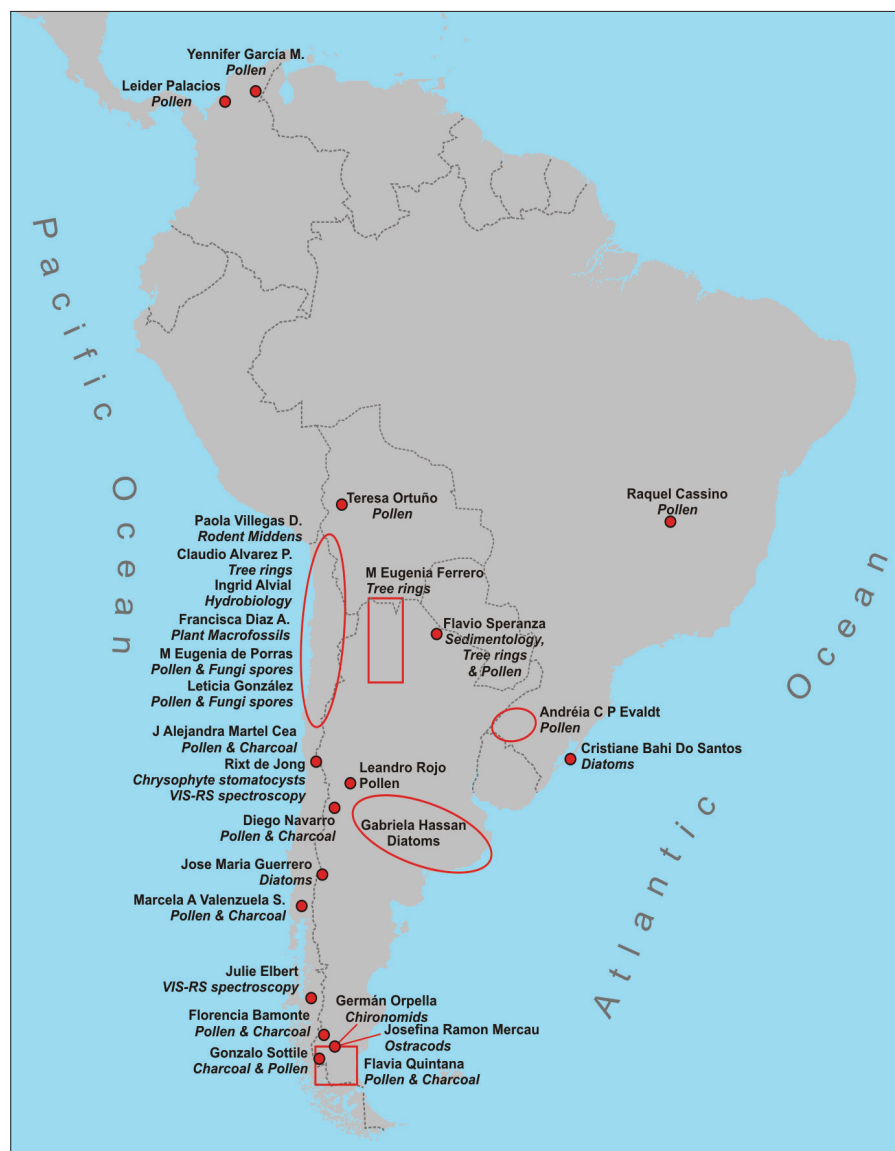 Yennifer García M.
Pollen
Leider Palacios
Pollen
Pacific Ocean
Teresa Ortuño
Pollen
Raquel Cassino
Pollen
Paola Villegas D.
Rodent Middens
Claudio Alvarez P.
Tree rings
Ingrid Alvial
Hydrobiology
Francisca Diaz A.
Plant Macrofossils
M Eugenia de Porras
Pollen & Fungi spores
Leticia González
Pollen & Fungi spores
M Eugenia Ferrero
Tree rings
Flavio Speranza
Sedimentology,
Tree rings
& Pollen
Andréia C P Evaldt
Pollen
Cristiane Bahi Do Santos
Diatoms
Atlantic Ocean
J Alejandra Martel Cea
Pollen & Charcoal
Rixt de Jong
Chrysophyte stomatocysts
VIS-RS spectroscopy
Leandro Rojo
Pollen
Diego Navarro
Pollen & Charcoal
Gabriela Hassan
Diatoms
Jose Maria Guerrero
Diatoms
Marcela A Valenzuela S.
Pollen & Charcoal
Julie Elbert
VIS-RS spectroscopy
Germán Orpella
Chironomids
Florencia Bamonte
Pollen & Charcoal
Josefina Ramon Mercau
Ostracods
Gonzalo Sottile
Charcoal & Pollen
Flavia Quintana
Pollen & Charcoal